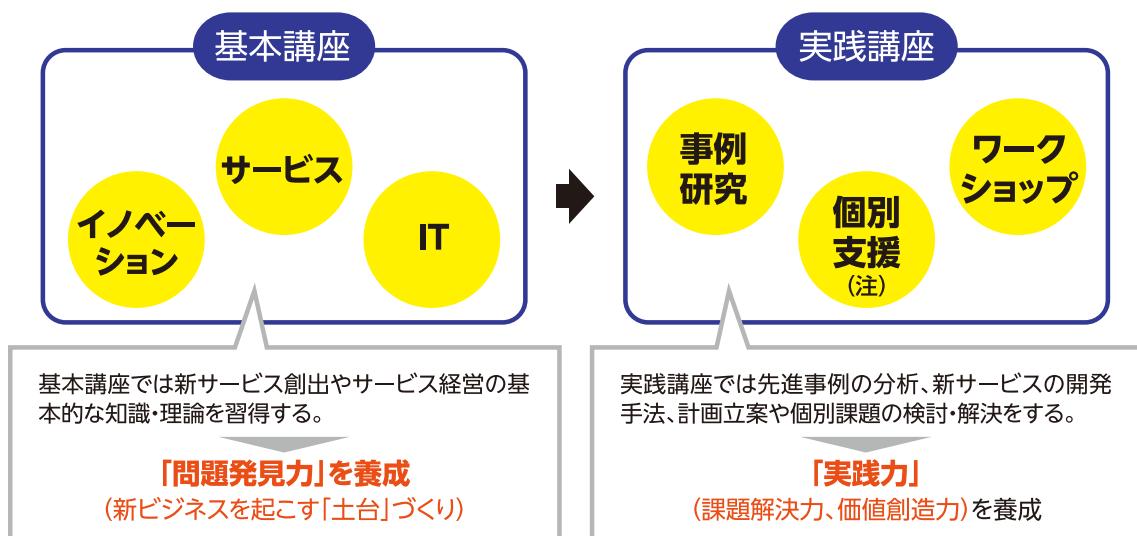 基本講座
サービス
イノベー
ション
IT
基本講座では新サービス創出やサービス経営の基
本的な知識・理論を習得する。
「問題発見力」を養成
(新ビジネスを起こす「土台」づくり)
実践講座
事例
研究
個別
支援
(注)
ワーク
ショップ
実践講座では先進事例の分析、新サービスの開発
手法、計画立案や個別課題の検討・解決をする。
「実践力」
(課題解決力、価値創造力)を養成